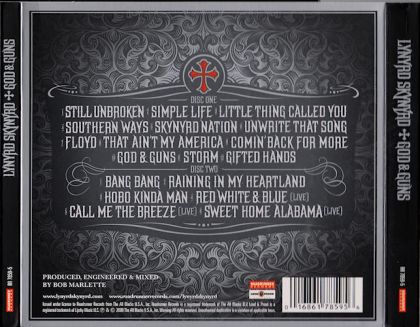 LYNYRD SKYNYRD GOD & GUNS
DISC ONE
STILL UNBROKEN SIMPLE LIFE LITTLE THING CALLED YOU
SOUTHERN WAYS SKYNYRD NATION UNWRITE THAT SONG
FLOYD THAT AIN'T MY AMERICA COMIN' BACK FOR MORE
GOD & GUNS STORM GIFTED HANDS
DISC TWO
BANG BANG RAINING IN MY HEARTLAND
HOBO KINDA MAN RED WHITE & BLUE (LIVE)
CALL ME THE BREEZE (LIVE) SWEET HOME ALABAMA (LIVE)
PRODUCED, ENGINEERED & MIXED
BY BOB MARLETTE
www.lynyrdskynyrd.com www.roadrunnerrecords.com/lynyrdskynyrd
ROADRUNNER
0 16861 78595
LYNYRD SKYNYRD GOD & GUNS